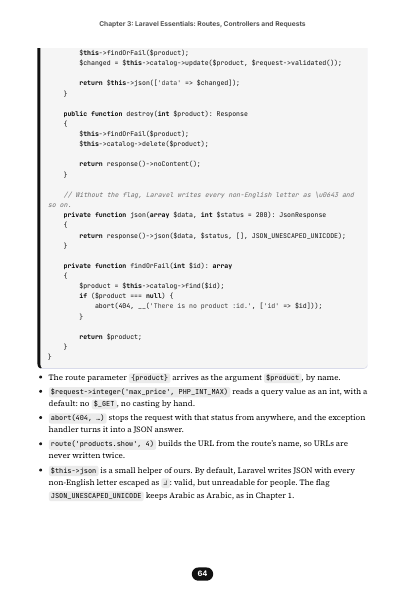 Chapter 3: Laravel Essentials: Routes, Controllers and Requests
        $this->findOrFail($product);
        $changed = $this->catalog->update($product, $request->validated());

        return $this->json(['data' => $changed]);
    }

    public function destroy(int $product): Response
    {
        $this->findOrFail($product);
        $this->catalog->delete($product);

        return response()->noContent();
    }

    // Without the flag, Laravel writes every non-English letter as \u0643 and
so on.
    private function json(array $data, int $status = 200): JsonResponse
    {
        return response()->json($data, $status, [], JSON_UNESCAPED_UNICODE);
    }

    private function findOrFail(int $id): array
    {
        $product = $this->catalog->find($id);
        if ($product === null) {
            abort(404, __('There is no product :id.', ['id' => $id]));
        }

        return $product;
    }
}
• The route parameter {product} arrives as the argument $product, by name.
• $request->integer('max_price', PHP_INT_MAX) reads a query value as an int, with a
default: no $_GET, no casting by hand.
• abort(404, …) stops the request with that status from anywhere, and the exception
handler turns it into a JSON answer.
• route('products.show', 4) builds the URL from the route's name, so URLs are
never written twice.
• $this->json is a small helper of ours. By default, Laravel writes JSON with every
non-English letter escaped as : valid, but unreadable for people. The flag
JSON_UNESCAPED_UNICODE keeps Arabic as Arabic, as in Chapter 1.
64